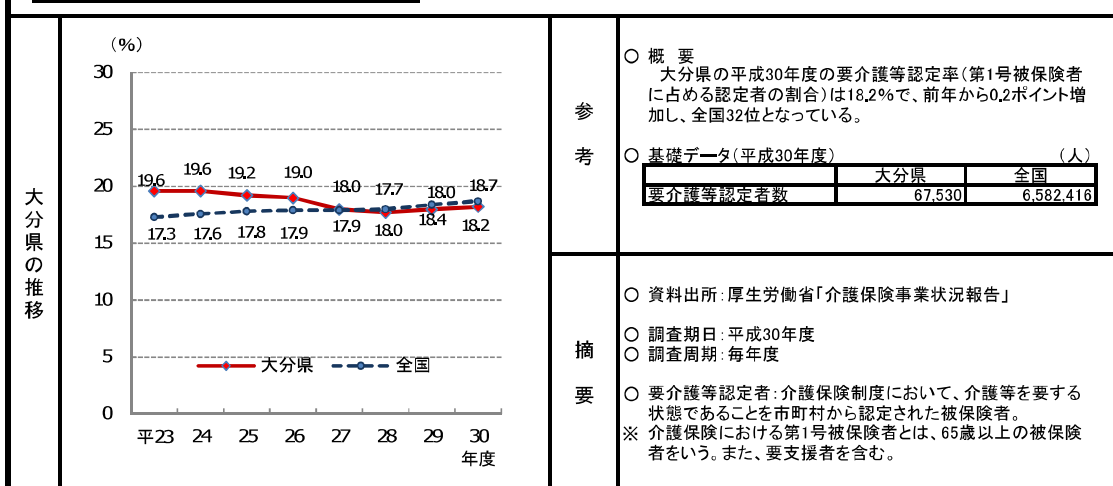 大分県の推移
(%)
30
25
20
15
10
5
0
19.6 19.6 19.2 19.0 18.0 17.7 18.0 18.7
17.3 17.6 17.8 17.9 17.9 18.0 18.4 18.2
大分県 全国
平23 24 25 26 27 28 29 30
年度
参考
○ 概 要
大分県の平成30年度の要介護等認定率(第1号被保険者
に占める認定者の割合)は18.2%で、前年から0.2ポイント増
加し、全国32位となっている。
○ 基礎データ(平成30年度) (人)
大分県 全国
要介護等認定者数 67,530 6,582,416
摘要
○ 資料出所:厚生労働省「介護保険事業状況報告」
○ 調査期日:平成30年度
○ 調査周期:毎年度
○ 要介護等認定者:介護保険制度において、介護等を要する
状態であることを市町村から認定された被保険者。
※ 介護保険における第1号被保険者とは、65歳以上の被保険
者をいう。また、要支援者を含む。